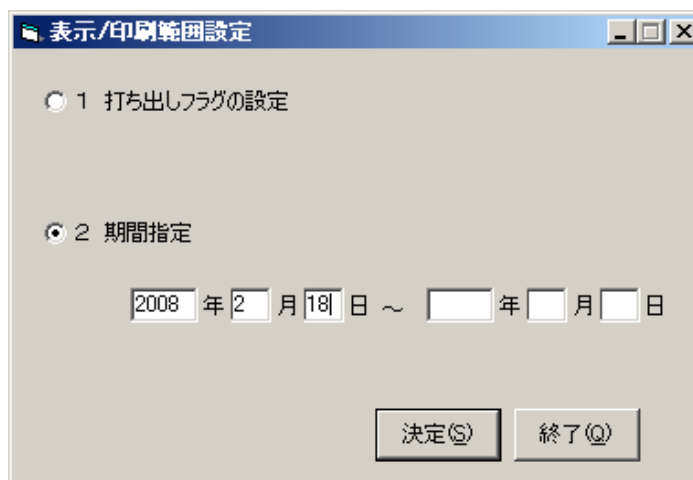 表示/印刷範囲設定
１ 打ち出しフラグの設定
２ 期間指定
2008 年 2 月 18 日 ～ 年 月 日
決定(S) 終了(Q)